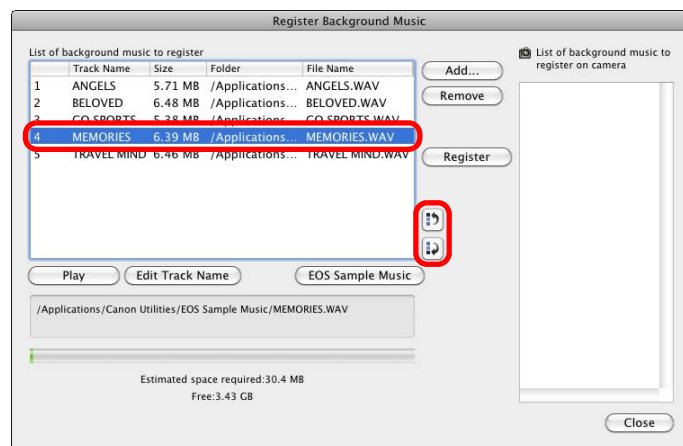 Register Background Music
List of background music to register
Track Name Size Folder File Name
1 ANGELS 5.71 MB /Applications... ANGELS.WAV
2 BELOVED 6.48 MB /Applications... BELOVED.WAV
3 GO SPORTS 5.38 MB /Applications... GO SPORTS.WAV
4 MEMORIES 6.39 MB /Applications... MEMORIES.WAV
5 TRAVEL MIND 6.46 MB /Applications... TRAVEL MIND.WAV
Add...
Remove
Register
Play
Edit Track Name
EOS Sample Music
/Applications/Canon Utilities/EOS Sample Music/MEMORIES.WAV
Estimated space required:30.4 MB
Free:3.43 GB
List of background music to
register on camera
Close